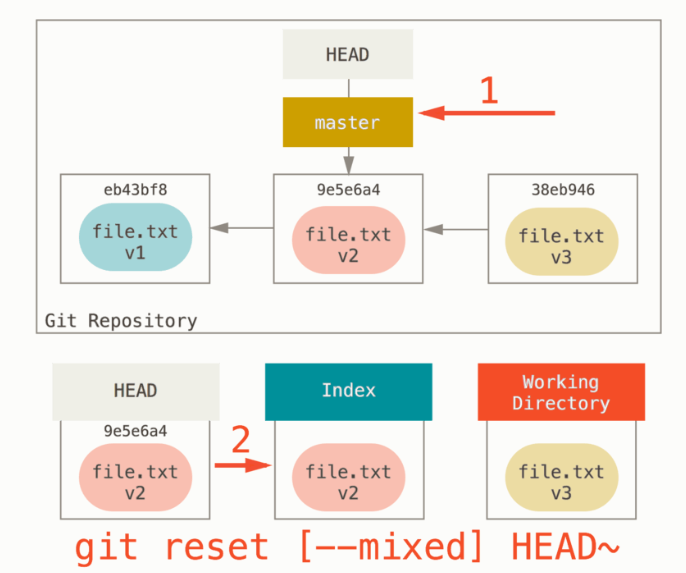 HEAD
1
master
eb43bf8
9e5e6a4
38eb946
file.txt
v1
file.txt
v2
file.txt
v3
Git Repository
HEAD
Index
Working
Directory
9e5e6a4
2
file.txt
v2
file.txt
v2
file.txt
v3
git reset [--mixed] HEAD~